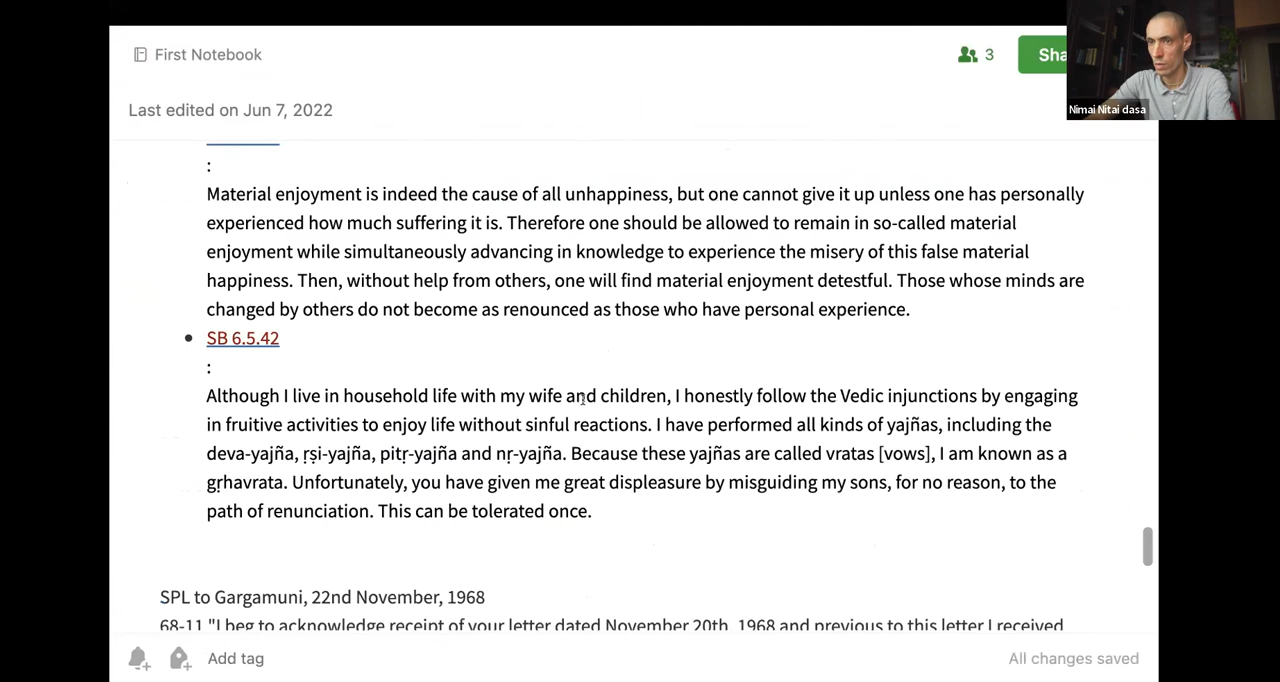 First Notebook
3
Sha
Nimai Nitai dasa
Last edited on Jun 7, 2022
:
Material enjoyment is indeed the cause of all unhappiness, but one cannot give it up unless one has personally
experienced how much suffering it is. Therefore one should be allowed to remain in so-called material
enjoyment while simultaneously advancing in knowledge to experience the misery of this false material
happiness. Then, without help from others, one will find material enjoyment detestful. Those whose minds are
changed by others do not become as renounced as those who have personal experience.
• SB 6.5.42
:
Although I live in household life with my wife and children, I honestly follow the Vedic injunctions by engaging
in fruitive activities to enjoy life without sinful reactions. I have performed all kinds of yajñas, including the
deva-yajña, ṛṣi-yajña, pitṛ-yajña and nṛ-yajña. Because these yajñas are called vratas [vows], I am known as a
gṛhavrata. Unfortunately, you have given me great displeasure by misguiding my sons, for no reason, to the
path of renunciation. This can be tolerated once.
SPL to Gargamuni, 22nd November, 1968
68-11 "I beg to acknowledge receipt of your letter dated November 20th, 1968 and previous to this letter I received
Add tag
All changes saved